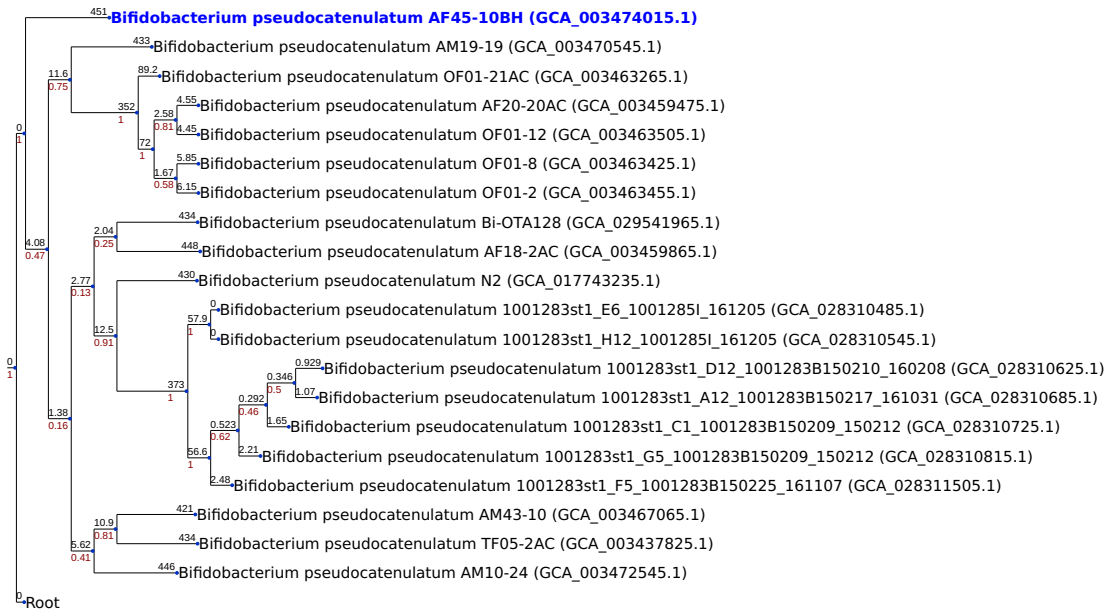 451
Bifidobacterium pseudocatenulatum AF45-10BH (GCA_003474015.1)
433
Bifidobacterium pseudocatenulatum AM19-19 (GCA_003470545.1)
11.6
0.75
89.2
Bifidobacterium pseudocatenulatum OF01-21AC (GCA_003463265.1)
352
1
4.55
Bifidobacterium pseudocatenulatum AF20-20AC (GCA_003459475.1)
2.58
0.81
4.45
Bifidobacterium pseudocatenulatum OF01-12 (GCA_003463505.1)
0
1
72
1
5.85
Bifidobacterium pseudocatenulatum OF01-8 (GCA_003463425.1)
1.67
0.58
6.15
Bifidobacterium pseudocatenulatum OF01-2 (GCA_003463455.1)
434
Bifidobacterium pseudocatenulatum Bi-OTA128 (GCA_029541965.1)
2.04
0.25
4.08
0.47
448
Bifidobacterium pseudocatenulatum AF18-2AC (GCA_003459865.1)
2.77
0.13
430
Bifidobacterium pseudocatenulatum N2 (GCA_017743235.1)
0
Bifidobacterium pseudocatenulatum 1001283st1_E6_1001285I_161205 (GCA_028310485.1)
57.9
1
12.5
0.91
0
Bifidobacterium pseudocatenulatum 1001283st1_H12_1001285I_161205 (GCA_028310545.1)
0
1
0.929
Bifidobacterium pseudocatenulatum 1001283st1_D12_1001283B150210_160208 (GCA_028310625.1)
0.346
0.5
373
1
1.07
Bifidobacterium pseudocatenulatum 1001283st1_A12_1001283B150217_161031 (GCA_028310685.1)
0.292
0.46
1.38
0.16
1.65
Bifidobacterium pseudocatenulatum 1001283st1_C1_1001283B150209_150212 (GCA_028310725.1)
0.523
0.62
2.21
Bifidobacterium pseudocatenulatum 1001283st1_G5_1001283B150209_150212 (GCA_028310815.1)
56.6
1
2.48
Bifidobacterium pseudocatenulatum 1001283st1_F5_1001283B150225_161107 (GCA_028311505.1)
421
Bifidobacterium pseudocatenulatum AM43-10 (GCA_003467065.1)
10.9
0.81
434
Bifidobacterium pseudocatenulatum TF05-2AC (GCA_003437825.1)
5.62
0.41
446
Bifidobacterium pseudocatenulatum AM10-24 (GCA_003472545.1)
0
Root